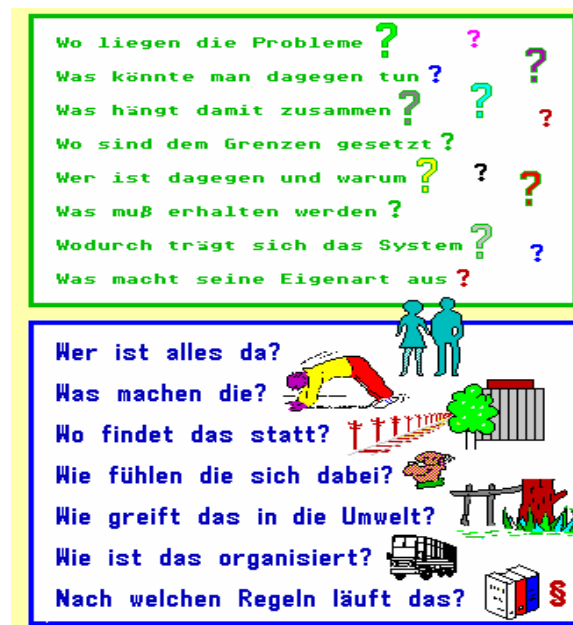 Wo liegen die Probleme ? ?
Was könnte man dagegen tun ? ?
Was hängt damit zusammen ? ? ?
Wo sind dem Grenzen gesetzt ?
Wer ist dagegen und warum ? ? ?
Was muß erhalten werden ?
Wodurch trägt sich das System ? ?
Was macht seine Eigenart aus ?
Wer ist alles da?
Was machen die?
Wo findet das statt?
Wie fühlen die sich dabei?
Wie greift das in die Umwelt?
Wie ist das organisiert?
Nach welchen Regeln läuft das? §